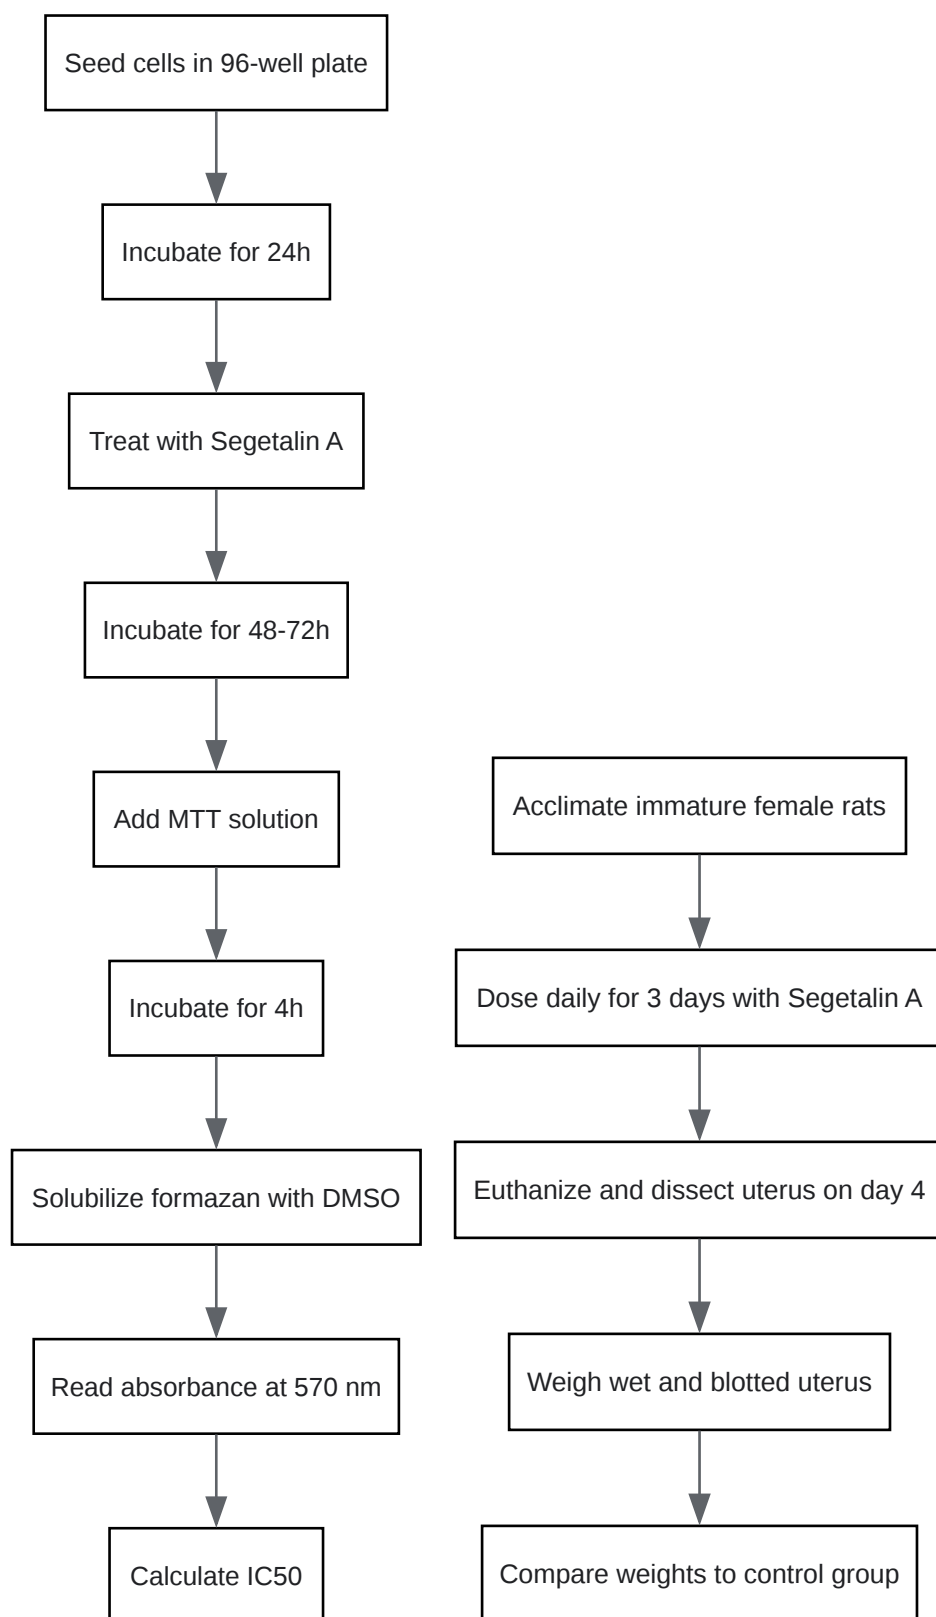 Seed cells in 96-well plate
Incubate for 24h
Treat with Segetalin A
Incubate for 48-72h
Add MTT solution
Incubate for 4h
Solubilize formazan with DMSO
Read absorbance at 570 nm
Calculate IC50
Acclimate immature female rats
Dose daily for 3 days with Segetalin A
Euthanize and dissect uterus on day 4
Weigh wet and blotted uterus
Compare weights to control group